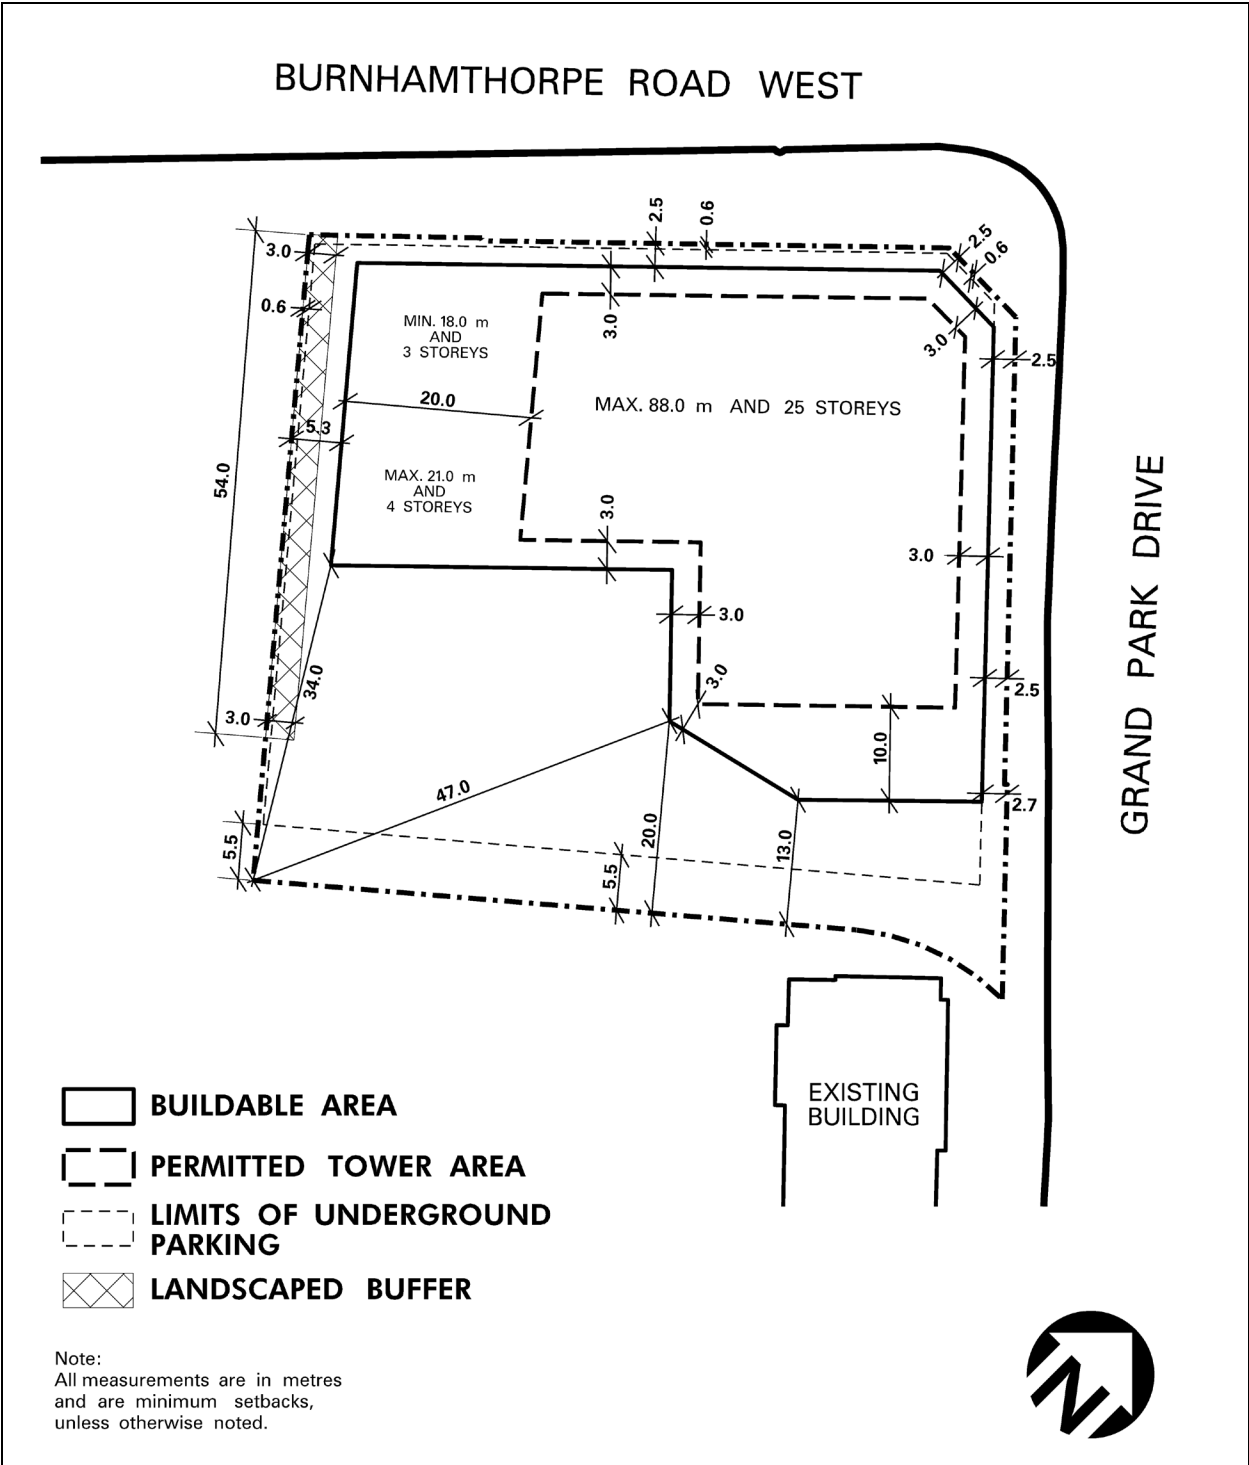 BURNHAMTHORPE ROAD WEST
2.5
0.6
2.5
0.6
3.0
0.6
3.0
3.0
2.5
MIN. 18.0 m
AND
3 STOREYS
20.0
MAX. 88.0 m AND 25 STOREYS
5.3
54.0
MAX. 21.0 m
AND
4 STOREYS
3.0
3.0
GRAND PARK DRIVE
3.0
3.0
34.0
2.5
3.0
10.0
47.0
2.7
20.0
13.0
5.5
5.5
EXISTING
BUILDING
BUILDABLE AREA
PERMITTED TOWER AREA
LIMITS OF UNDERGROUND
PARKING
LANDSCAPED BUFFER
Note:
All measurements are in metres
and are minimum setbacks,
unless otherwise noted.
N